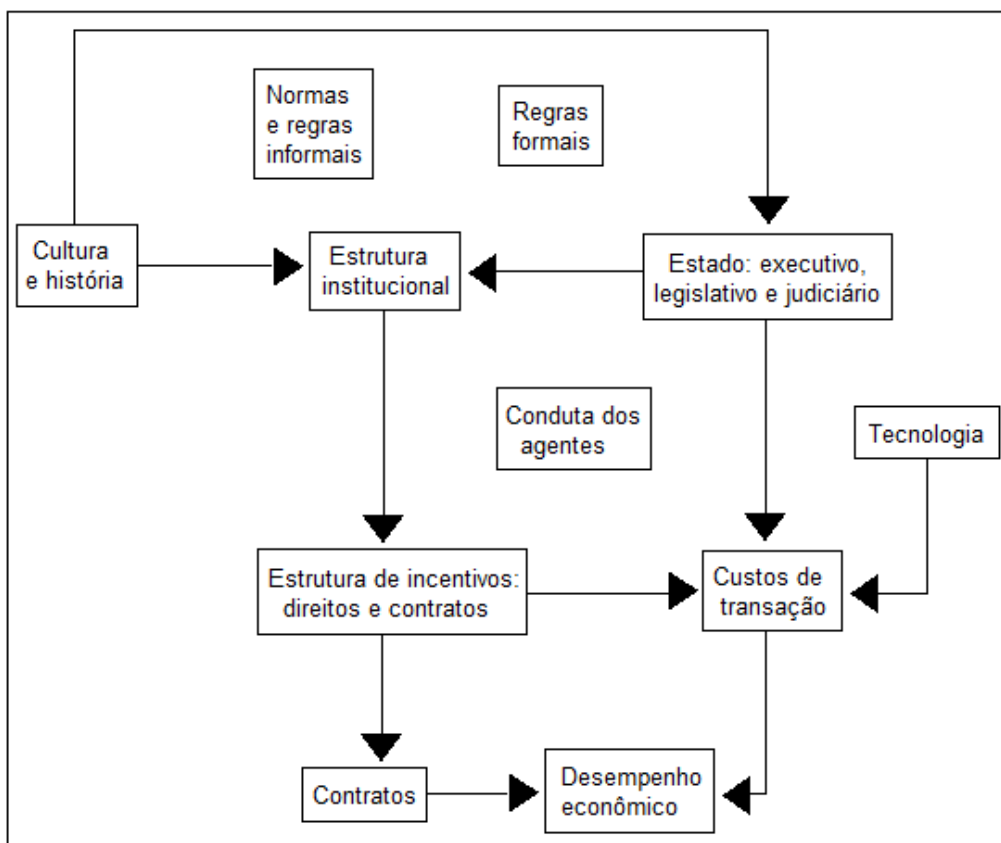 Normas
e regras
informais
Regras
formais
Cultura
e história
Estrutura
institucional
Estado: executivo,
legislativo e judiciário
Conduta dos
agentes
Tecnologia
Estrutura de incentivos:
direitos e contratos
Custos de
transação
Contratos
Desempenho
econômico